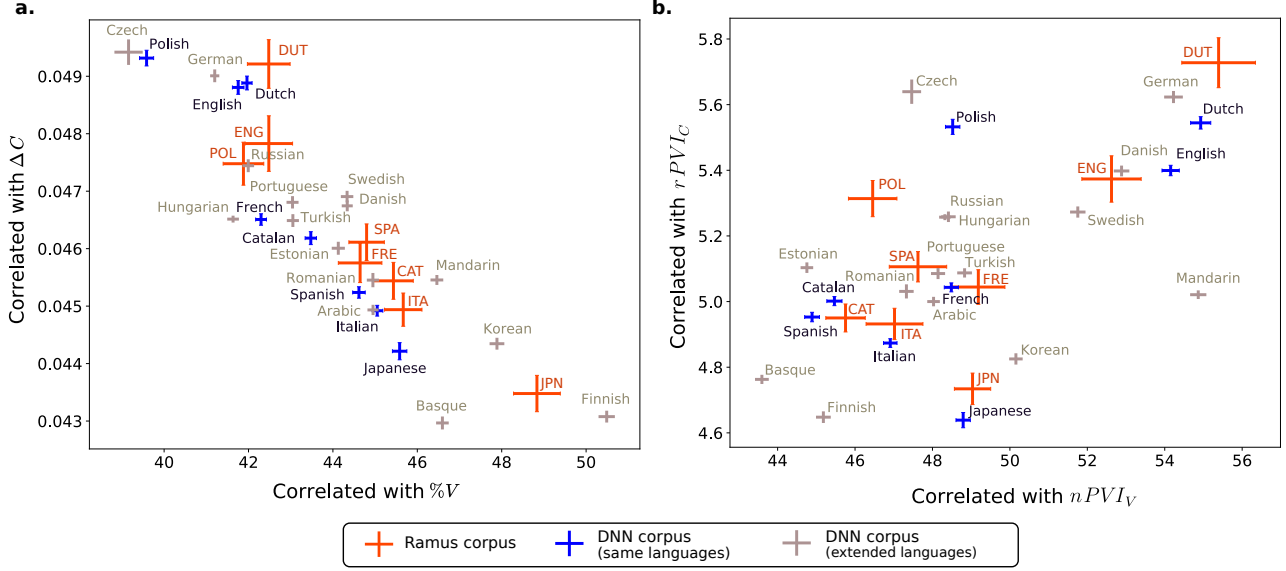 a.
Czech
Polish
German
DUT
English
Dutch
ENG
POL
Russian
Portuguese
Swedish
Danish
Hungarian
French
Turkish
Catalan
SPA
Estonian
FRE
Romanian
CAT
Mandarin
Spanish
ITA
Arabic
Italian
Korean
Japanese
JPN
Basque
Finnish
0.049
0.048
0.047
0.046
0.045
0.044
0.043
Correlated with ΔC
40
42
44
46
48
50
Correlated with %V
b.
DUT
Czech
German
Polish
Dutch
Danish
English
ENG
POL
Russian
Hungarian
Swedish
Estonian
SPA
Portuguese
Turkish
Romanian
FRE
Mandarin
Catalan
French
CAT
Arabic
Spanish
ITA
Italian
Korean
Basque
JPN
Finnish
Japanese
5.8
5.6
5.4
5.2
5.0
4.8
4.6
Correlated with rPVI_C
44
46
48
50
52
54
56
Correlated with nPVI_V
Ramus corpus
DNN corpus
(same languages)
DNN corpus
(extended languages)